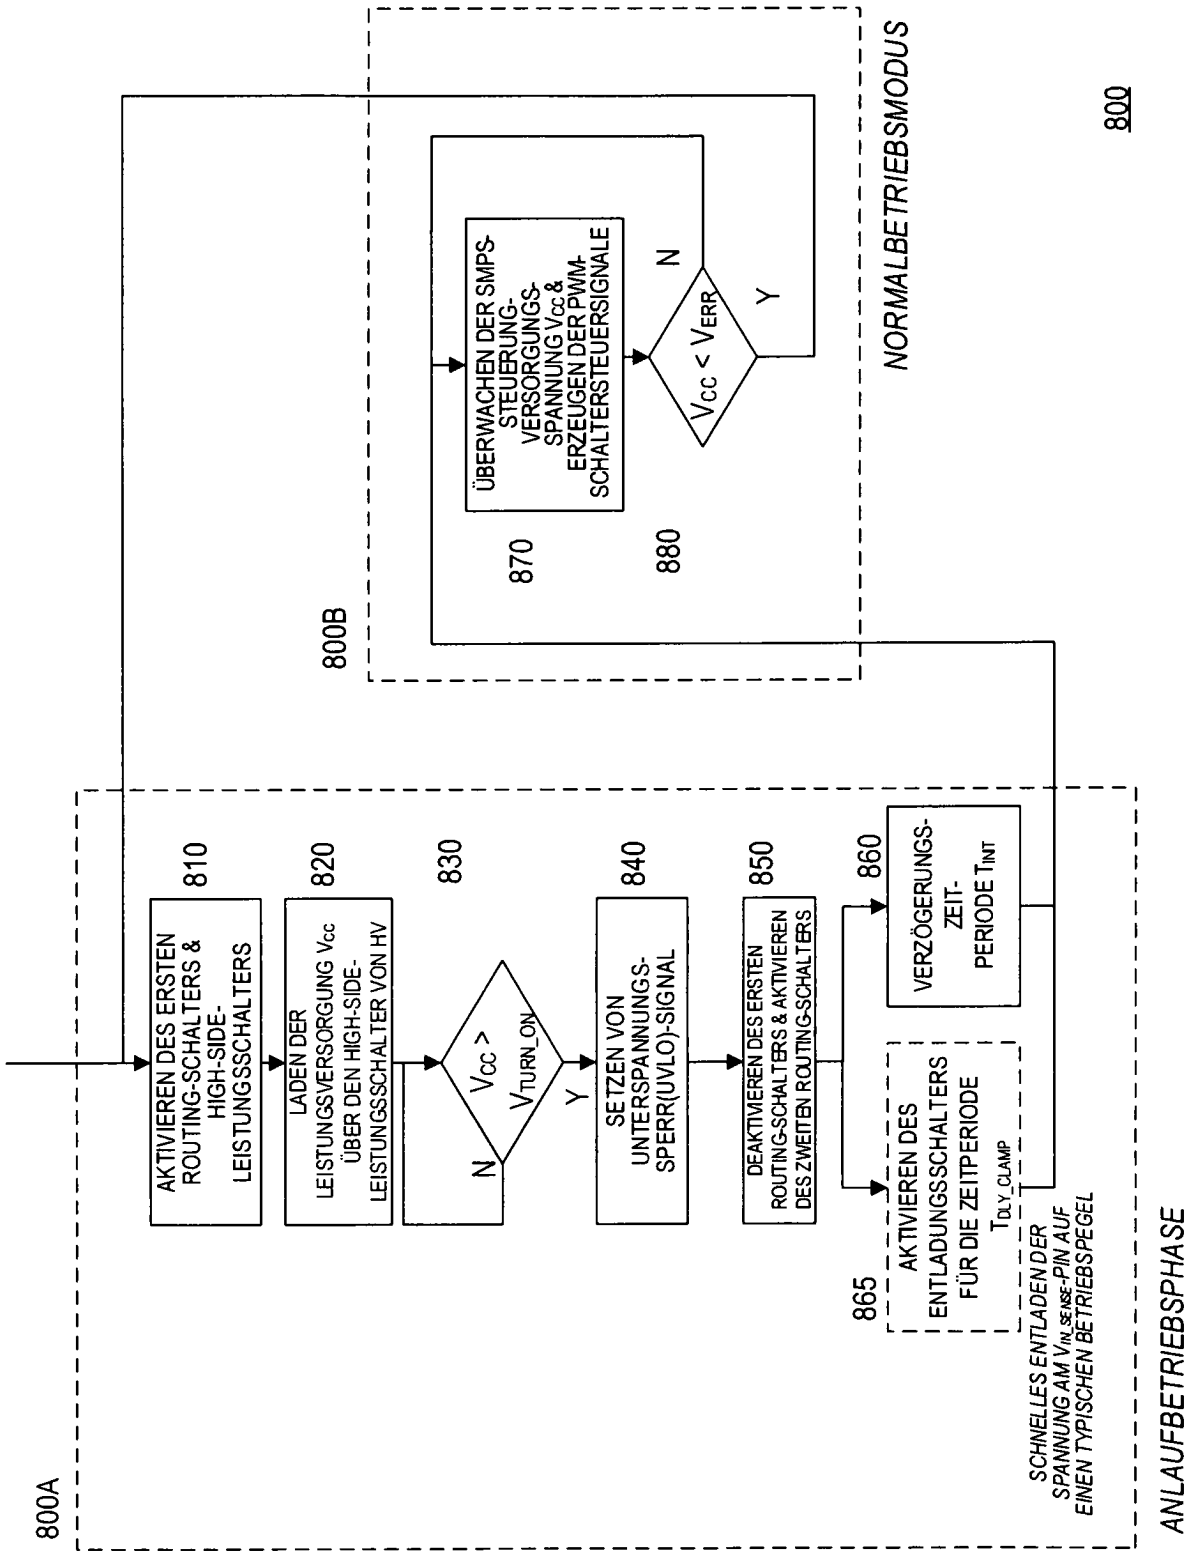 800A
810
AKTIVIEREN DES ERSTEN
ROUTING-SCHALTERS &
HIGH-SIDE-
LEISTUNGSSCHALTERS
820
LADEN DER
LEISTUNGSVERSORGUNG VCC
ÜBER DEN HIGH-SIDE-
LEISTUNGSSCHALTER VON HV
830
VCC >
VTURN_ON
N
Y
840
SETZEN VON
UNTERSPANNUNGS-
SPERR(UVLO)-SIGNAL
850
DEAKTIVIEREN DES ERSTEN
ROUTING-SCHALTERS & AKTIVIEREN
DES ZWEITEN ROUTING-SCHALTERS
865
AKTIVIEREN DES
ENTLADUNGSSCHALTERS
FÜR DIE ZEITPERIODE
TDLY_CLAMP
860
VERZÖGERUNGS-
ZEIT-
PERIODE TINT
SCHNELLES ENTLADEN DER
SPANNUNG AM VIN_SENSE-PIN AUF
EINEN TYPISCHEN BETRIEBSPEGEL
ANLAUFBETRIEBSPHASE
800B
870
ÜBERWACHEN DER SMPS-
STEUERUNG-
VERSORGUNGS-
SPANNUNG VCC &
ERZEUGEN DER PWM-
SCHALTERSTEUERSIGNALE
880
VCC < VERR
N
Y
NORMALBETRIEBSMODUS
800